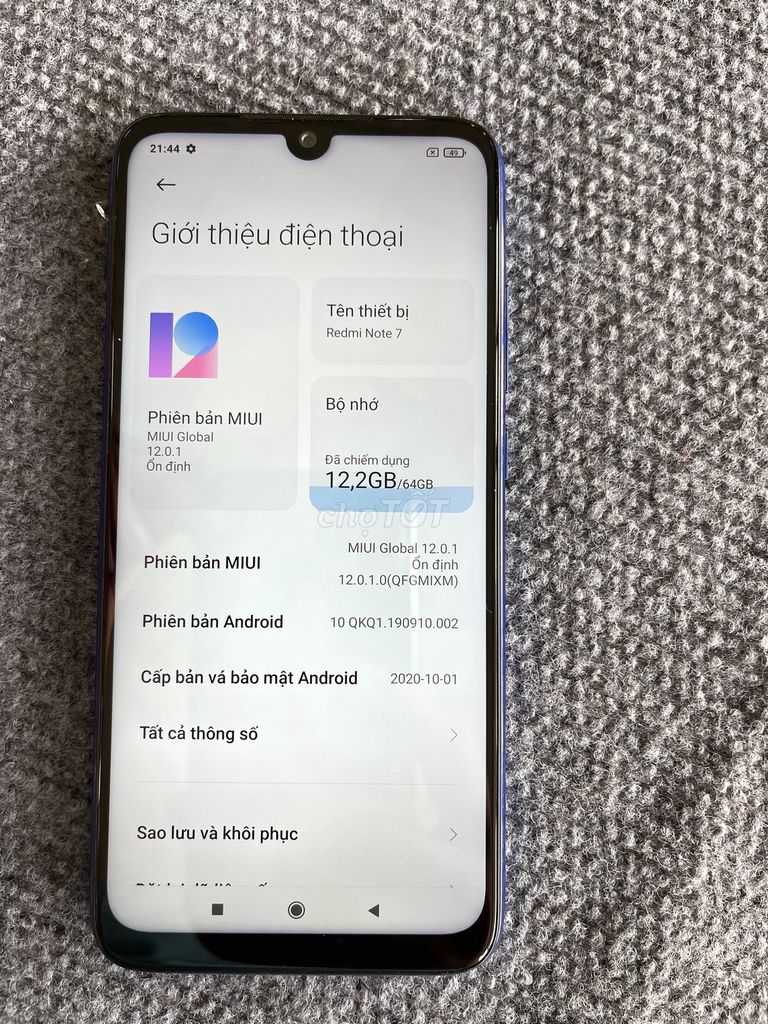 21:44
49
Giới thiệu điện thoại
Tên thiết bị
Redmi Note 7
Phiên bản MIUI
MIUI Global
12.0.1
Ổn định
Bộ nhớ
Đã chiếm dụng
12,2GB/64GB
chợTỐT
Phiên bản MIUI
MIUI Global 12.0.1
Ổn định
12.0.1.0(QFGMIXM)
Phiên bản Android
10 QKQ1.190910.002
Cấp bản vá bảo mật Android
2020-10-01
Tất cả thông số
Sao lưu và khôi phục